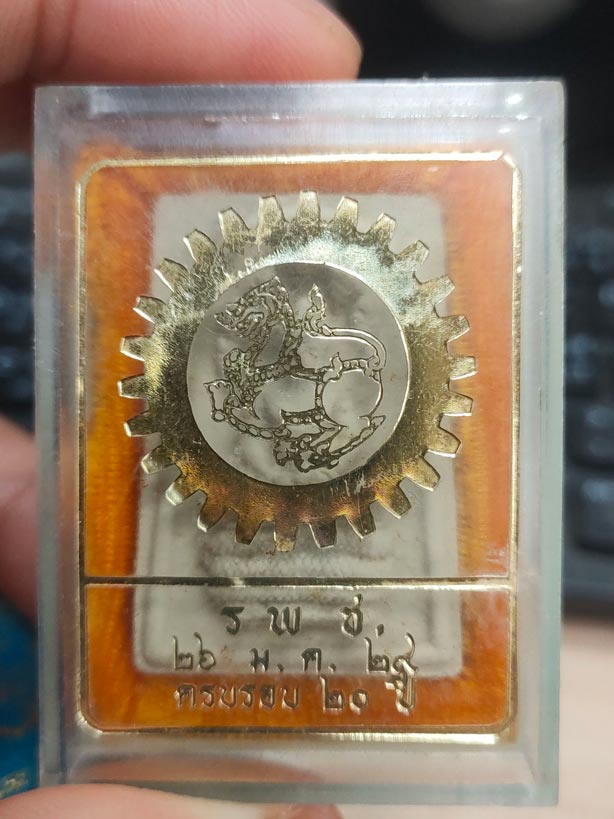 ร พ ช.
๒๖ ม. ค. ๒๙
ครบรอบ ๒๐ ปี